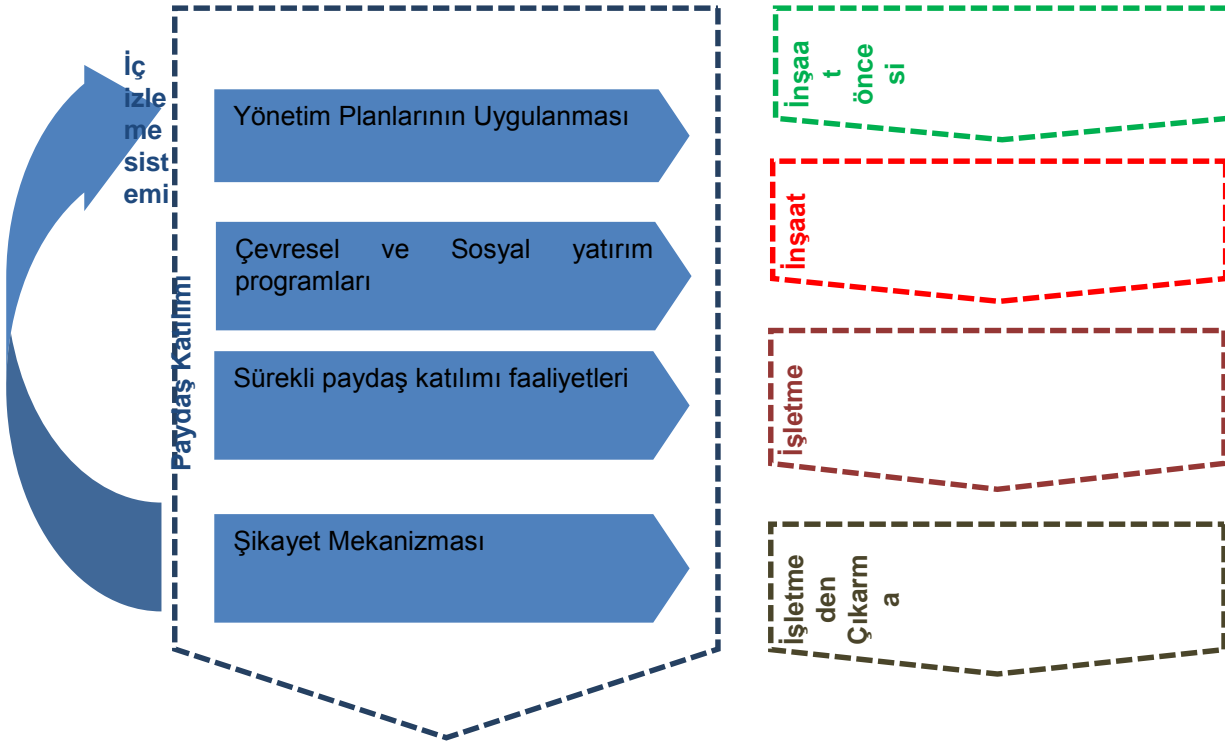 İç
izle
me
sist
emi
Paydaş Katılımı
Yönetim Planlarının Uygulanması
Çevresel ve Sosyal yatırım
programları
Sürekli paydaş katılımı faaliyetleri
Şikayet Mekanizması
İnşaa
t
önce
si
İnşaat
İşletme
İşletme
den
Çıkarm
a